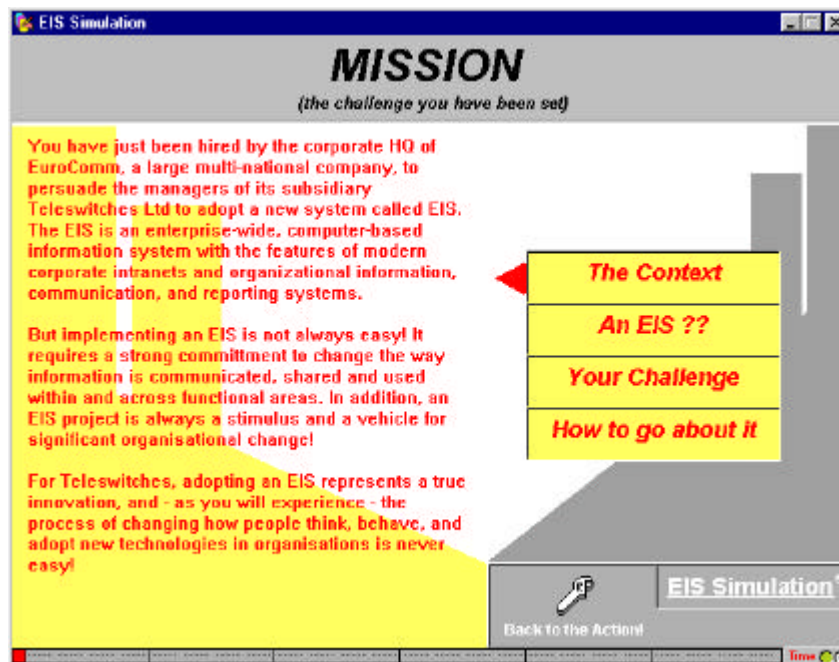 EIS Simulation
MISSION
(the challenge you have been set)
You have just been hired by the corporate HQ of
EuroComm, a large multi-national company, to
persuade the managers of its subsidiary
Teleswitches Ltd to adopt a new system called EIS.
The EIS is an enterprise-wide, computer-based
information system with the features of modern
corporate intranets and organizational information,
communication, and reporting systems.
But implementing an EIS is not always easy! It
requires a strong committment to change the way
information is communicated, shared and used
within and across functional areas. In addition, an
EIS project is always a stimulus and a vehicle for
significant organisational change!
For Teleswitches, adopting an EIS represents a true
innovation, and - as you will experience - the
process of changing how people think, behave, and
adopt new technologies in organisations is never
easy!
The Context
An EIS ??
Your Challenge
How to go about it
Back to the Action!
EIS Simulation
Time